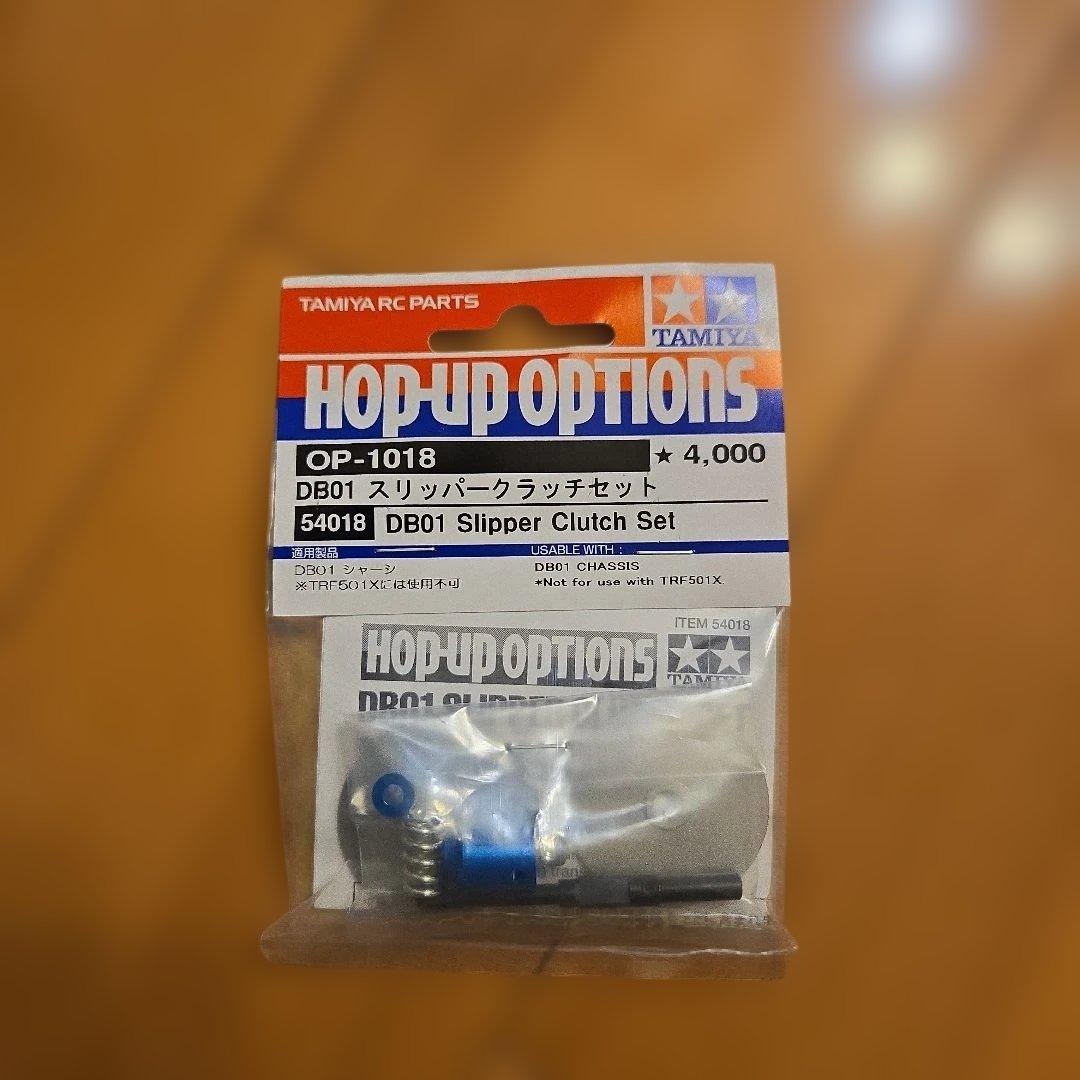 TAMIYA RC PARTS
TAMIYA
HOP-UP OPTIONS
OP-1018 ★ 4,000
DB01 スリッパークラッチセット
54018 DB01 Slipper Clutch Set
適用製品 USABLE WITH :
DB01 シャーシ DB01 CHASSIS
※TRF501Xには使用不可 *Not for use with TRF501X.
ITEM 54018
HOP-UP OPTIONS
TAMIYA
DB01